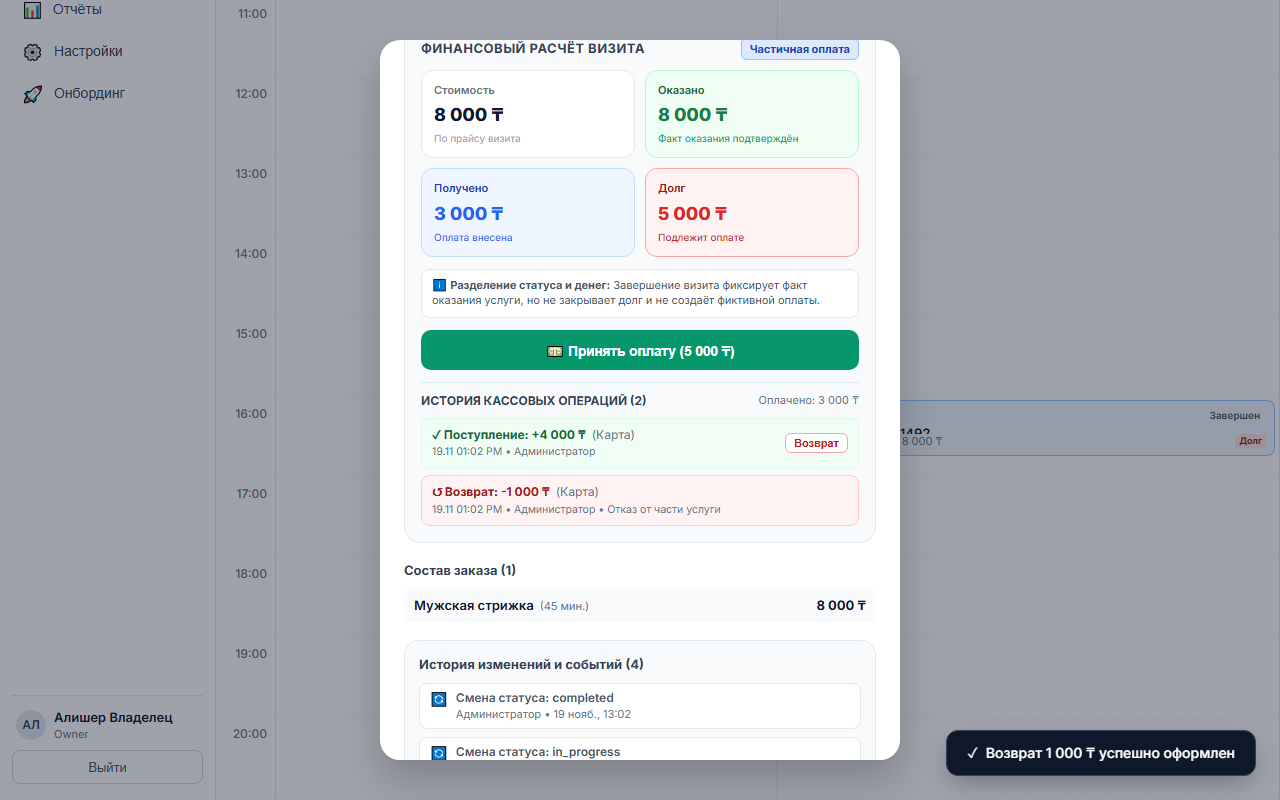 Отчёты
Настройки
Онбординг
АЛ
Алишер Владелец
Owner
Выйти
11:00
12:00
13:00
14:00
15:00
16:00
17:00
18:00
19:00
20:00
ФИНАНСОВЫЙ РАСЧЁТ ВИЗИТА
Частичная оплата
Стоимость
8 000 ₸
По прайсу визита
Оказано
8 000 ₸
Факт оказания подтверждён
Получено
3 000 ₸
Оплата внесена
Долг
5 000 ₸
Подлежит оплате
Разделение статуса и денег: Завершение визита фиксирует факт
оказания услуги, но не закрывает долг и не создаёт фиктивной оплаты.
Принять оплату (5 000 ₸)
ИСТОРИЯ КАССОВЫХ ОПЕРАЦИЙ (2)
Оплачено: 3 000 ₸
✓ Поступление: +4 000 ₸ (Карта)
19.11 01:02 PM • Администратор
Возврат
↺ Возврат: -1 000 ₸ (Карта)
19.11 01:02 PM • Администратор • Отказ от части услуги
Состав заказа (1)
Мужская стрижка (45 мин.)
8 000 ₸
История изменений и событий (4)
Смена статуса: completed
Администратор • 19 нояб., 13:02
Смена статуса: in_progress
Завершен
1492
8 000 ₸
Долг
✓ Возврат 1 000 ₸ успешно оформлен